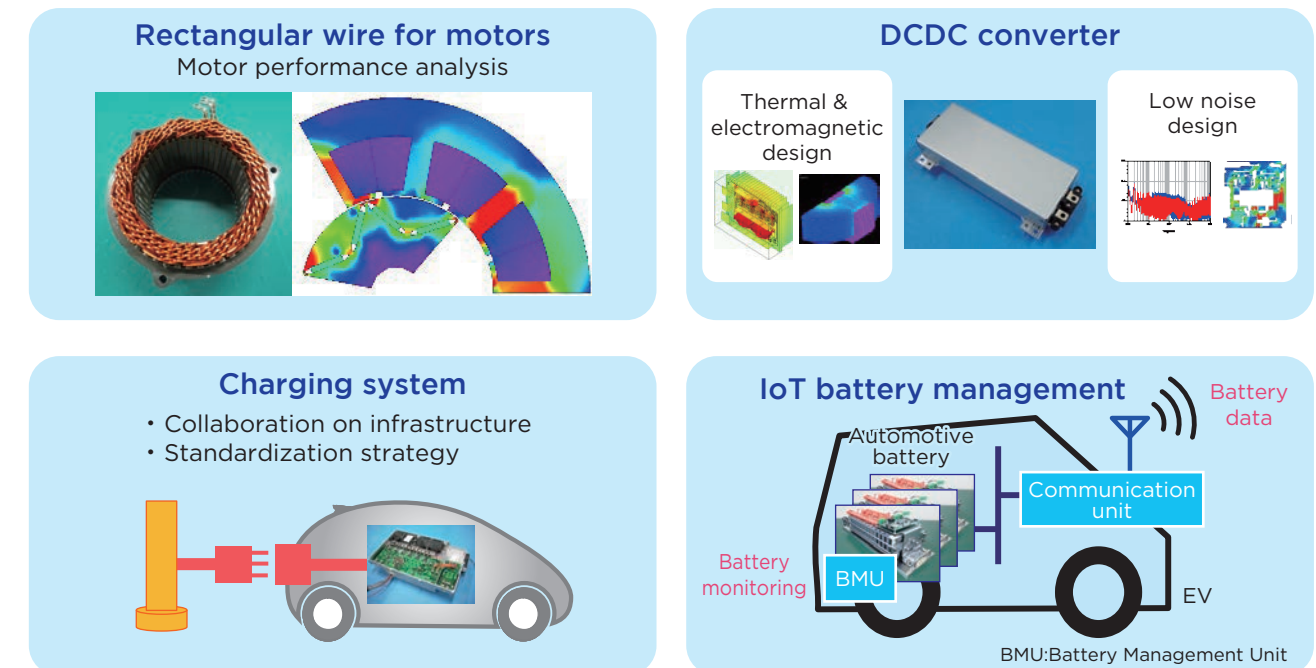 Rectangular wire for motors
Motor performance analysis
DCDC converter
Thermal &
electromagnetic
design
Low noise
design
Charging system
・Collaboration on infrastructure
・Standardization strategy
IoT battery management
Battery
data
Automotive
battery
Communication
unit
Battery
monitoring
BMU
EV
BMU:Battery Management Unit